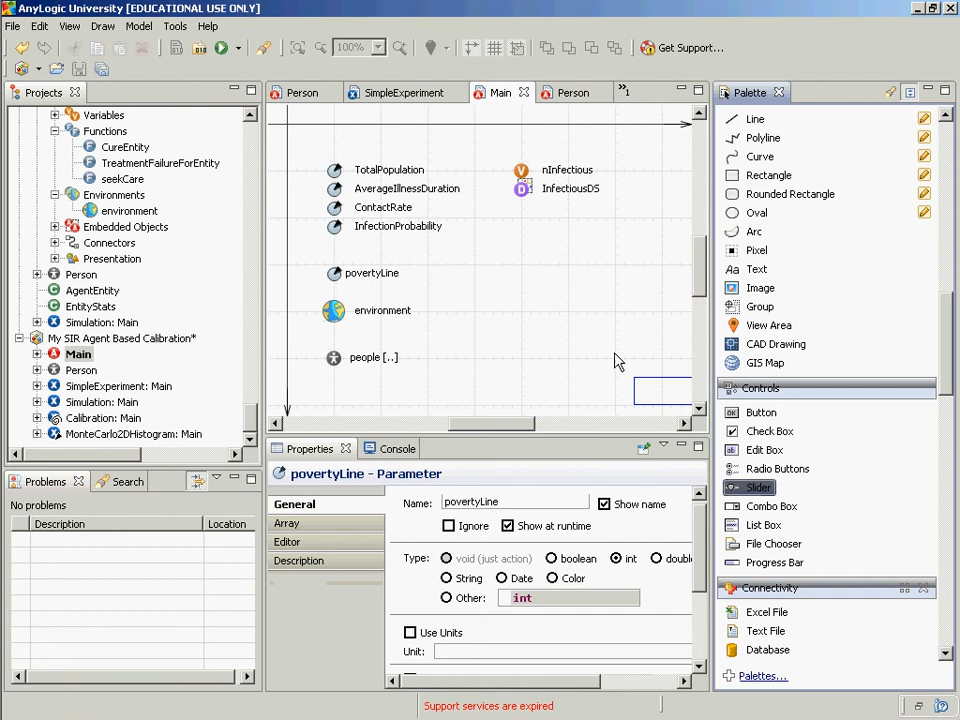 AnyLogic University [EDUCATIONAL USE ONLY]
File Edit View Draw Model Tools Help
100% Get Support...
Projects
Variables
Functions
CureEntity
TreatmentFailureForEntity
seekCare
Environments
environment
Embedded Objects
Connectors
Presentation
Person
AgentEntity
EntityStats
Simulation: Main
My SIR Agent Based Calibration*
Main
Person
SimpleExperiment: Main
Simulation: Main
Calibration: Main
MonteCarlo2DHistogram: Main
Problems Search
No problems
Description Location
Person SimpleExperiment Main Person »1
TotalPopulation
AverageIllnessDuration
ContactRate
InfectionProbability
povertyLine
environment
people [..]
V nInfectious
D InfectiousDS
Properties Console
povertyLine - Parameter
General
Array
Editor
Description
Name: povertyLine Show name
Ignore Show at runtime
Type: void (just action) boolean int double
String Date Color
Other: int
Use Units
Unit:
Palette
Line
Polyline
Curve
Rectangle
Rounded Rectangle
Oval
Arc
Pixel
Aa Text
Image
Group
View Area
CAD Drawing
GIS Map
Controls
Button
Check Box
Edit Box
Radio Buttons
Slider
Combo Box
List Box
File Chooser
Progress Bar
Connectivity
Excel File
Text File
Database
Palettes...
Support services are expired